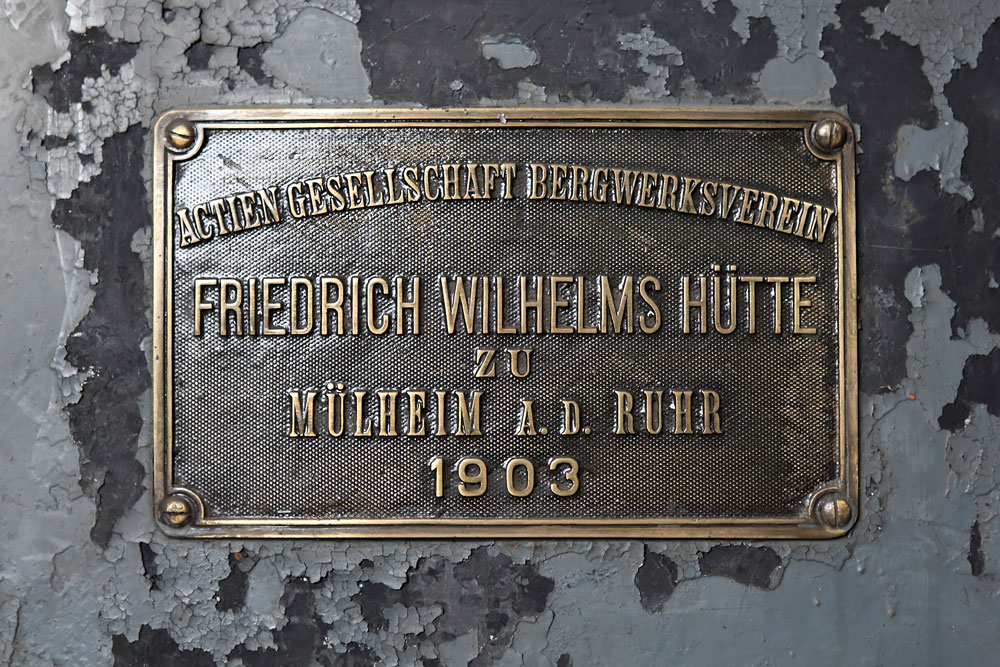 ACTIEN GESELLSCHAFT BERGWERKSVEREIN
FRIEDRICH WILHELMS HÜTTE
ZU
MÜLHEIM A. D. RUHR
1903